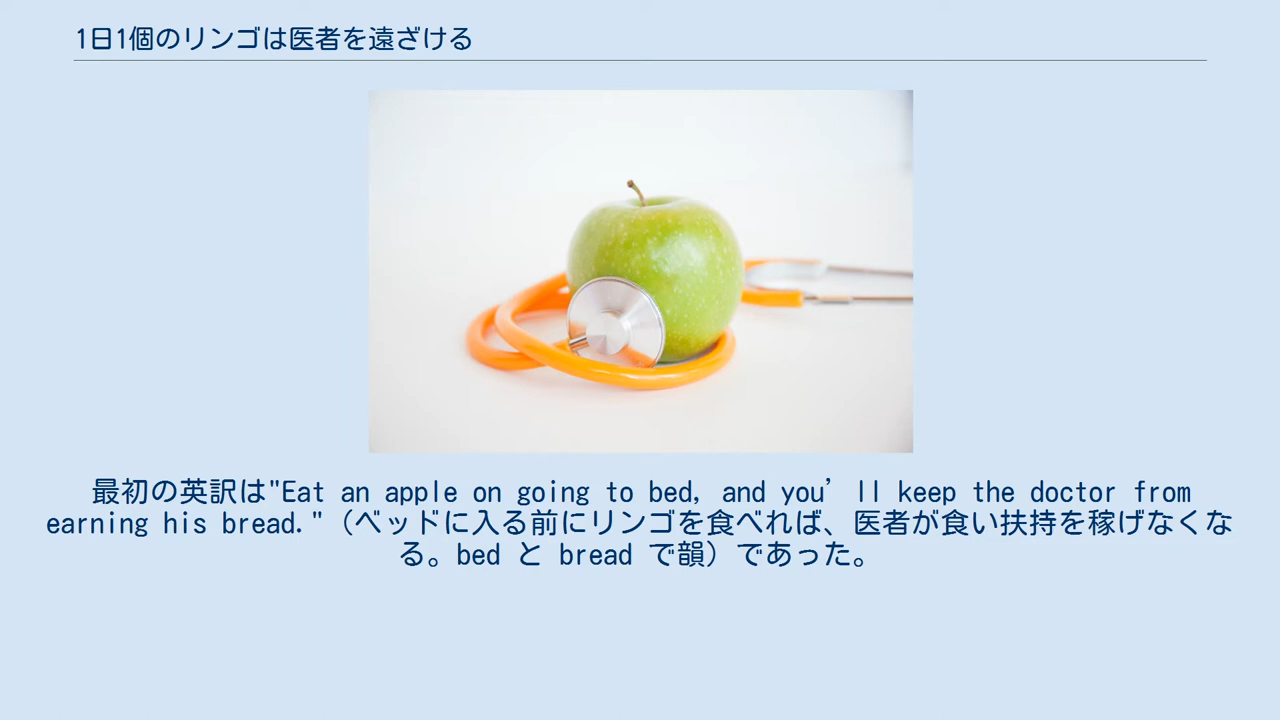 1日1個のリンゴは医者を遠ざける
最初の英訳は"Eat an apple on going to bed, and you’ll keep the doctor from
earning his bread."（ベッドに入る前にリンゴを食べれば、医者が食い扶持を稼げなくな
る。bed と bread で韻）であった。